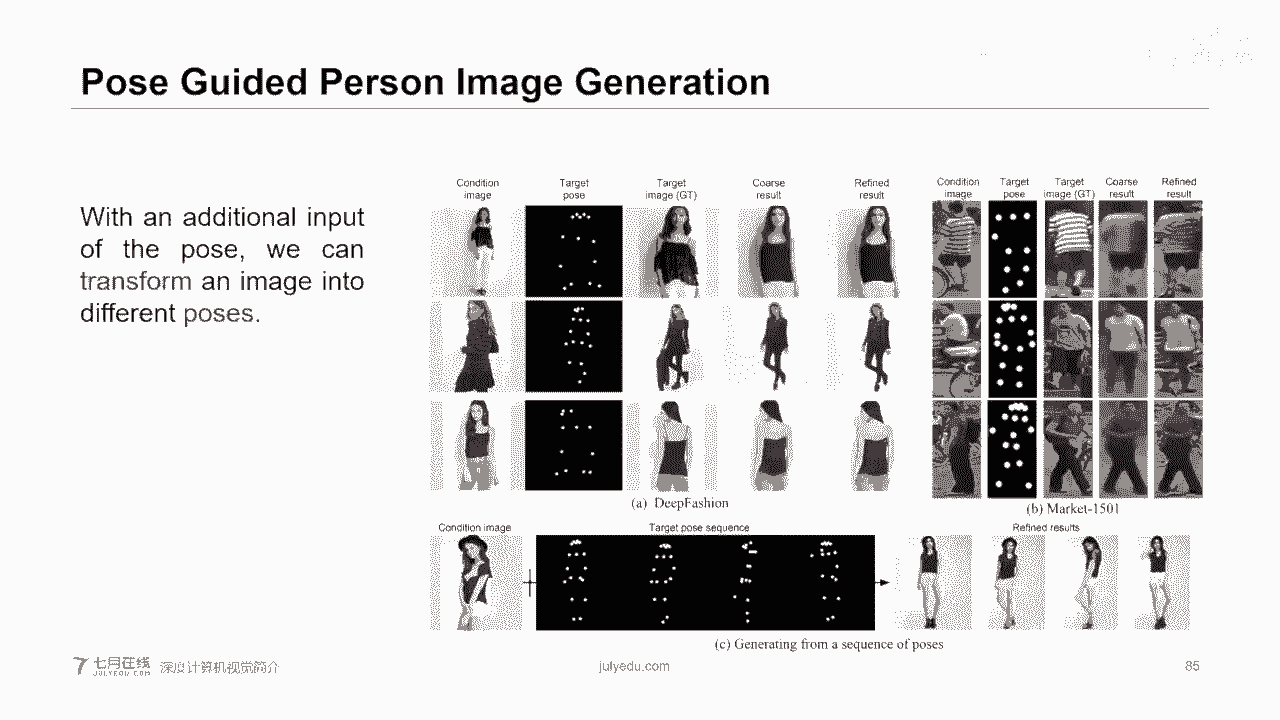 Pose Guided Person Image Generation
With an additional input
of the pose, we can
transform an image into
different poses.
Condition image
Target pose
Target image (GT)
Coarse result
Refined result
Condition image
Target pose
Target image (GT)
Coarse result
Refined result
(a) DeepFashion
(b) Market-1501
Condition image
Target pose sequence
Refined results
(c) Generating from a sequence of poses
七月在线
JULYEDU.COM
深度计算机视觉简介
julyedu.com
85